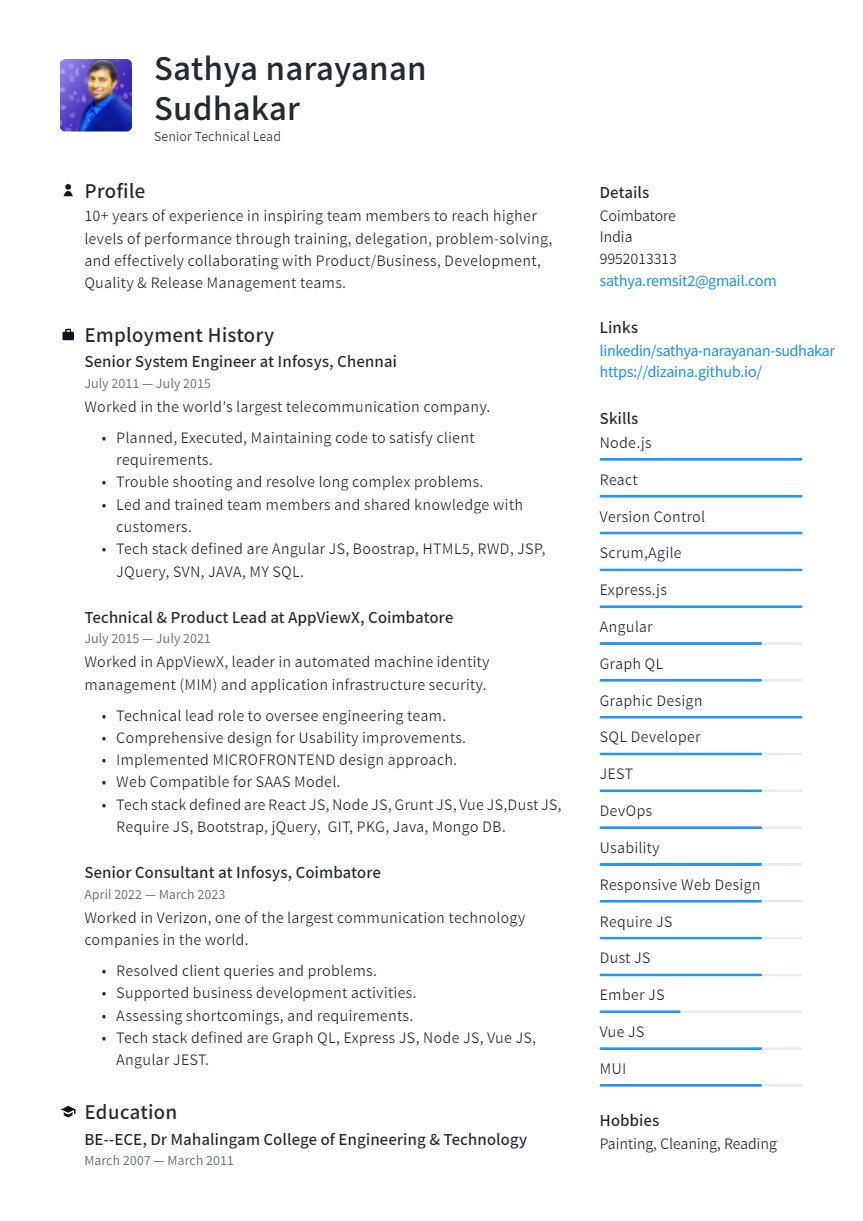 Sathya narayanan
Sudhakar
Senior Technical Lead
Profile
10+ years of experience in inspiring team members to reach higher
levels of performance through training, delegation, problem-solving,
and effectively collaborating with Product/Business, Development,
Quality & Release Management teams.
Employment History
Senior System Engineer at Infosys, Chennai
July 2011 — July 2015
Worked in the world's largest telecommunication company.
• Planned, Executed, Maintaining code to satisfy client
requirements.
• Trouble shooting and resolve long complex problems.
• Led and trained team members and shared knowledge with
customers.
• Tech stack defined are Angular JS, Boostrap, HTML5, RWD, JSP,
JQuery, SVN, JAVA, MY SQL.
Technical & Product Lead at AppViewX, Coimbatore
July 2015 — July 2021
Worked in AppViewX, leader in automated machine identity
management (MIM) and application infrastructure security.
• Technical lead role to oversee engineering team.
• Comprehensive design for Usability improvements.
• Implemented MICROFRONTEND design approach.
• Web Compatible for SAAS Model.
• Tech stack defined are React JS, Node JS, Grunt JS, Vue JS,Dust JS,
Require JS, Bootstrap, jQuery,  GIT, PKG, Java, Mongo DB.
Senior Consultant at Infosys, Coimbatore
April 2022 — March 2023
Worked in Verizon, one of the largest communication technology
companies in the world.
• Resolved client queries and problems.
• Supported business development activities.
• Assessing shortcomings, and requirements.
• Tech stack defined are Graph QL, Express JS, Node JS, Vue JS,
Angular JEST.
Education
BE--ECE, Dr Mahalingam College of Engineering & Technology
March 2007 — March 2011
Details
Coimbatore
India
9952013313
sathya.remsit2@gmail.com
Links
linkedin/sathya-narayanan-sudhakar
https://dizaina.github.io/
Skills
Node.js
React
Version Control
Scrum,Agile
Express.js
Angular
Graph QL
Graphic Design
SQL Developer
JEST
DevOps
Usability
Responsive Web Design
Require JS
Dust JS
Ember JS
Vue JS
MUI
Hobbies
Painting, Cleaning, Reading